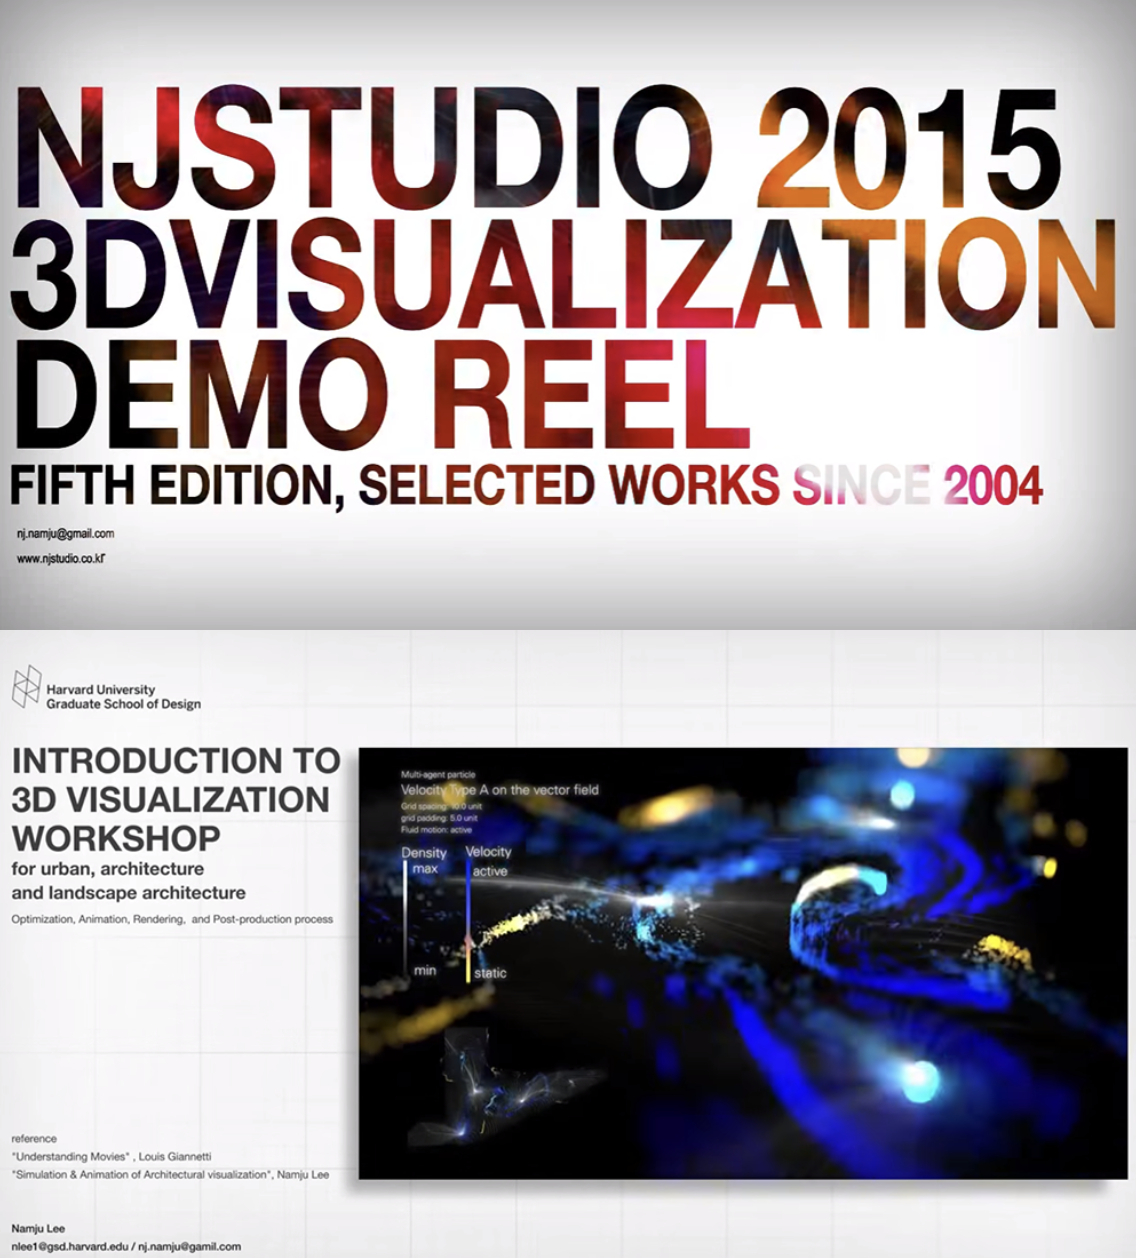 NJSTUDIO 2015
3DVISUALIZATION
DEMO REEL
FIFTH EDITION, SELECTED WORKS SINCE 2004
nj.namju@gmail.com
www.njstudio.co.kr
Harvard University
Graduate School of Design
INTRODUCTION TO
3D VISUALIZATION
WORKSHOP
for urban, architecture
and landscape architecture
Optimization, Animation, Rendering, and Post-production process
Multi-agent particle
Velocity Type A on the vector field
Grid spacing: 10.0 unit
grid padding: 5.0 unit
Fluid motion: active
Density Velocity
max active
min static
reference
"Understanding Movies" , Louis Giannetti
"Simulation & Animation of Architectural visualization", Namju Lee
Namju Lee
nlee1@gsd.harvard.edu / nj.namju@gamil.com